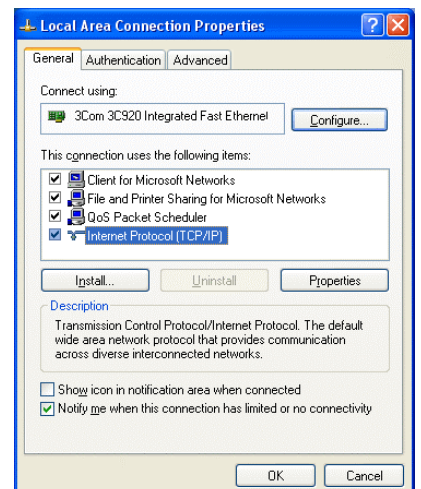 Local Area Connection Properties
General Authentication Advanced
Connect using:
3Com 3C920 Integrated Fast Ethernet
Configure...
This connection uses the following items:
Client for Microsoft Networks
File and Printer Sharing for Microsoft Networks
QoS Packet Scheduler
Internet Protocol (TCP/IP)
Install... Uninstall Properties
Description
Transmission Control Protocol/Internet Protocol. The default
wide area network protocol that provides communication
across diverse interconnected networks.
Show icon in notification area when connected
Notify me when this connection has limited or no connectivity
OK Cancel